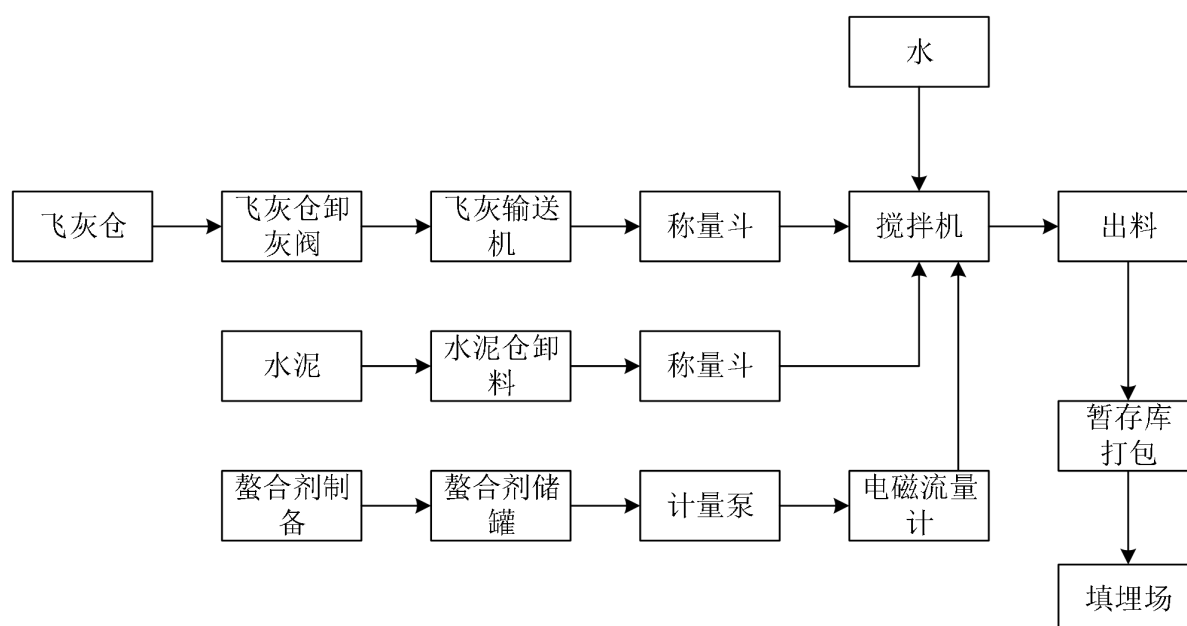 水
飞灰仓
飞灰仓卸
灰阀
飞灰输送
机
称量斗
搅拌机
出料
水泥
水泥仓卸
料
称量斗
暂存库
打包
螯合剂制
备
螯合剂储
罐
计量泵
电磁流量
计
填埋场